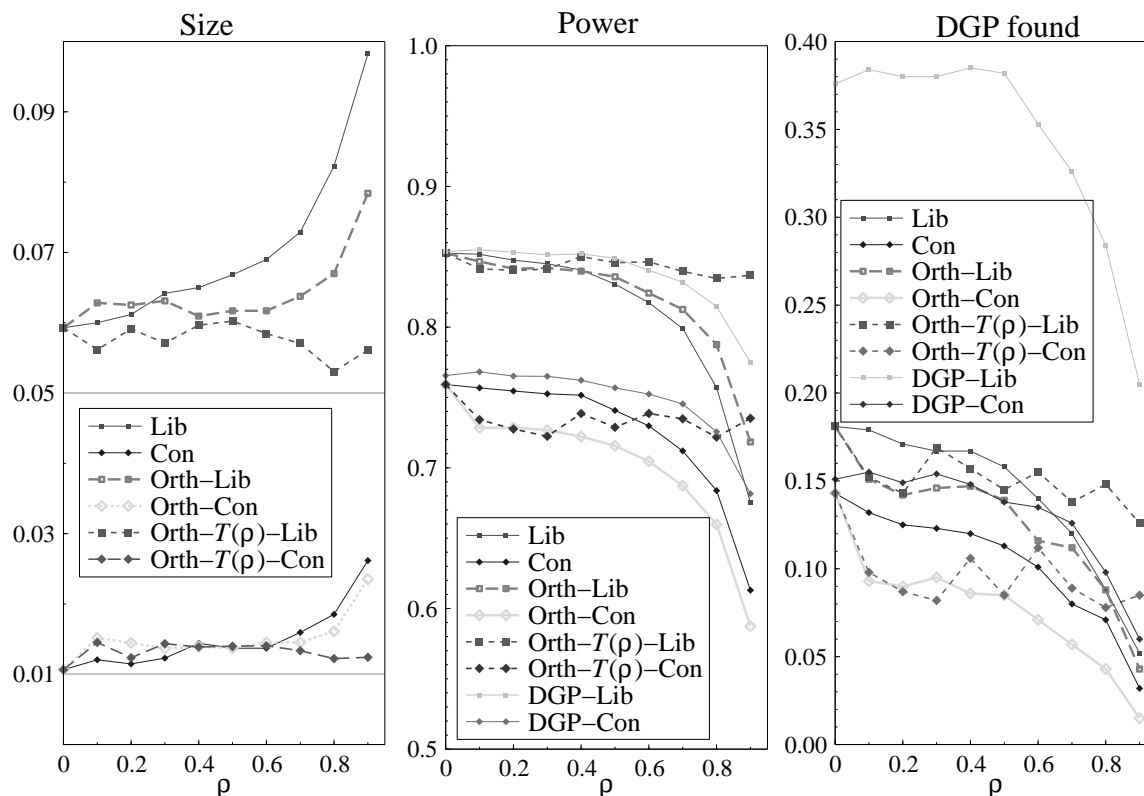 Size
0.09
0.07
0.05
0.03
0.01
Lib
Con
Orth–Lib
Orth–Con
Orth–T(ρ)–Lib
Orth–T(ρ)–Con
0 0.2 0.4 0.6 0.8
ρ
Power
1.0
0.9
0.8
0.7
0.6
0.5
Lib
Con
Orth–Lib
Orth–Con
Orth–T(ρ)–Lib
Orth–T(ρ)–Con
DGP–Lib
DGP–Con
0 0.2 0.4 0.6 0.8
ρ
DGP found
0.40
0.35
0.30
0.25
0.20
0.15
0.10
0.05
0.00
Lib
Con
Orth–Lib
Orth–Con
Orth–T(ρ)–Lib
Orth–T(ρ)–Con
DGP–Lib
DGP–Con
0 0.2 0.4 0.6 0.8
ρ